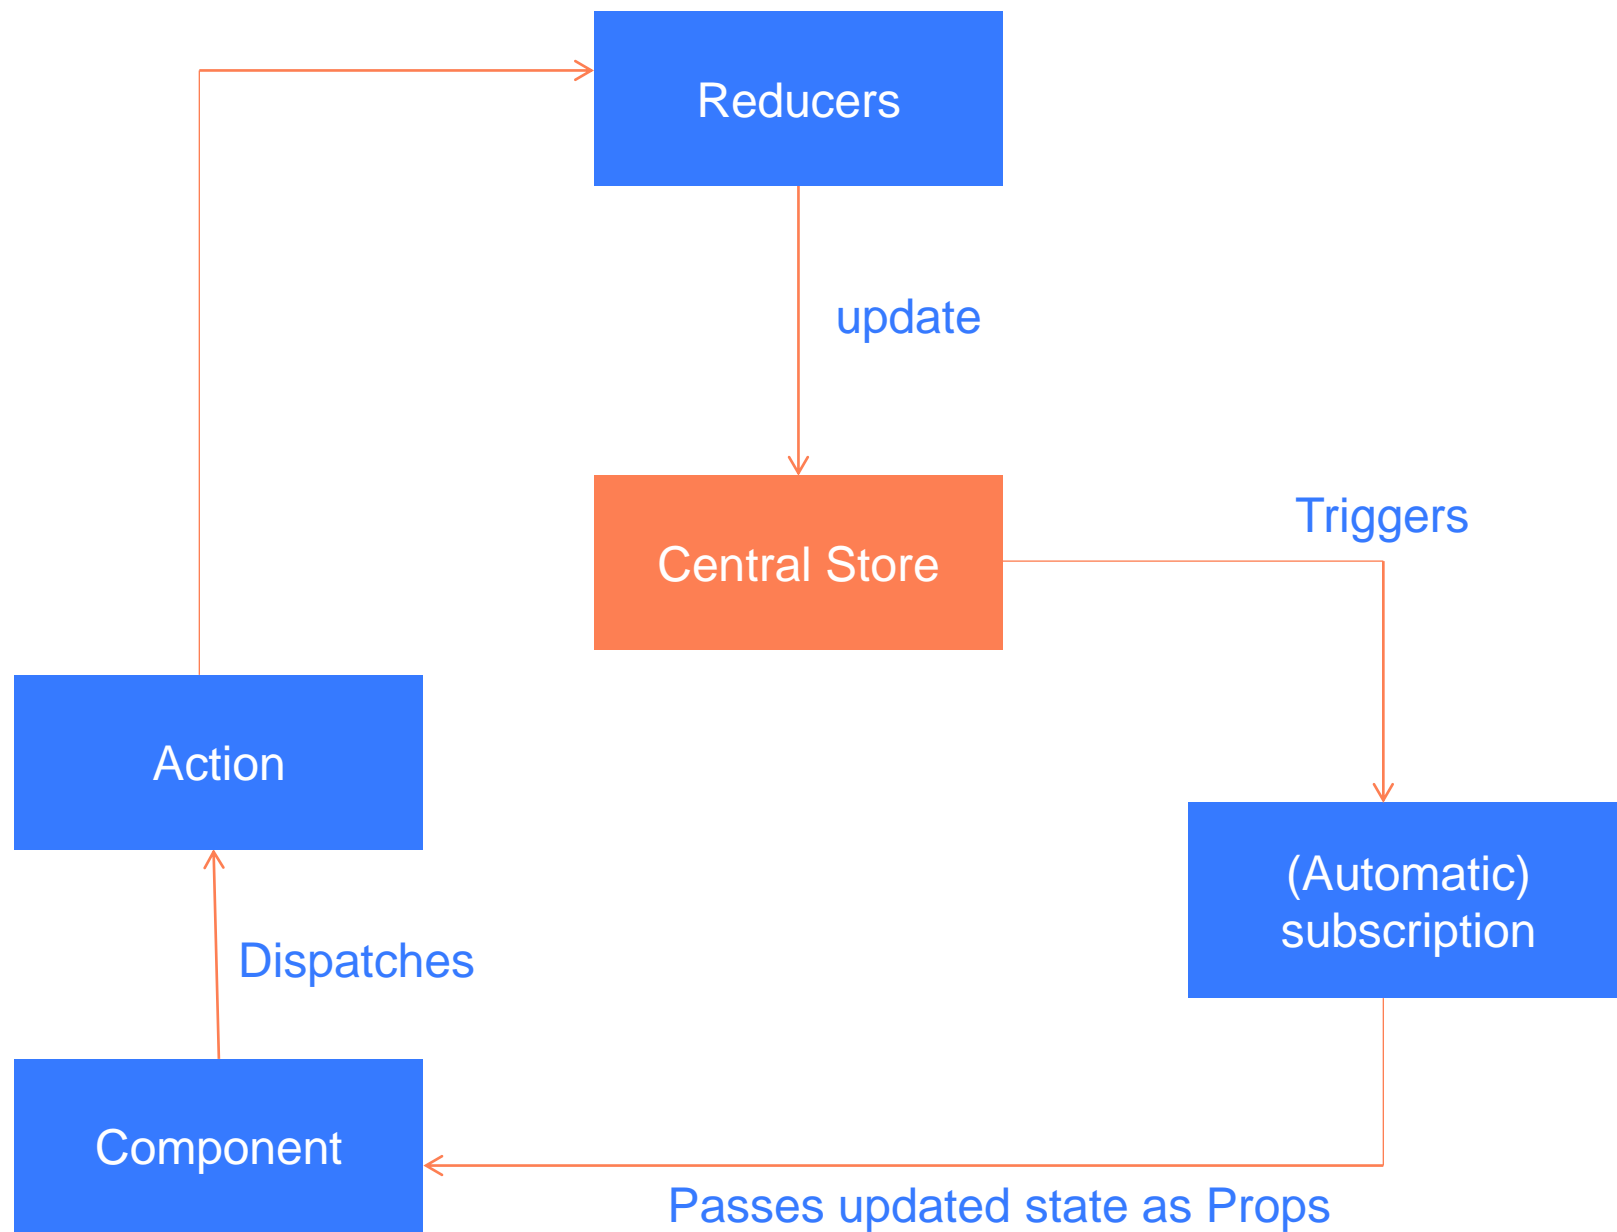 Reducers
update
Central Store
Triggers
Action
(Automatic)
subscription
Dispatches
Component
Passes updated state as Props